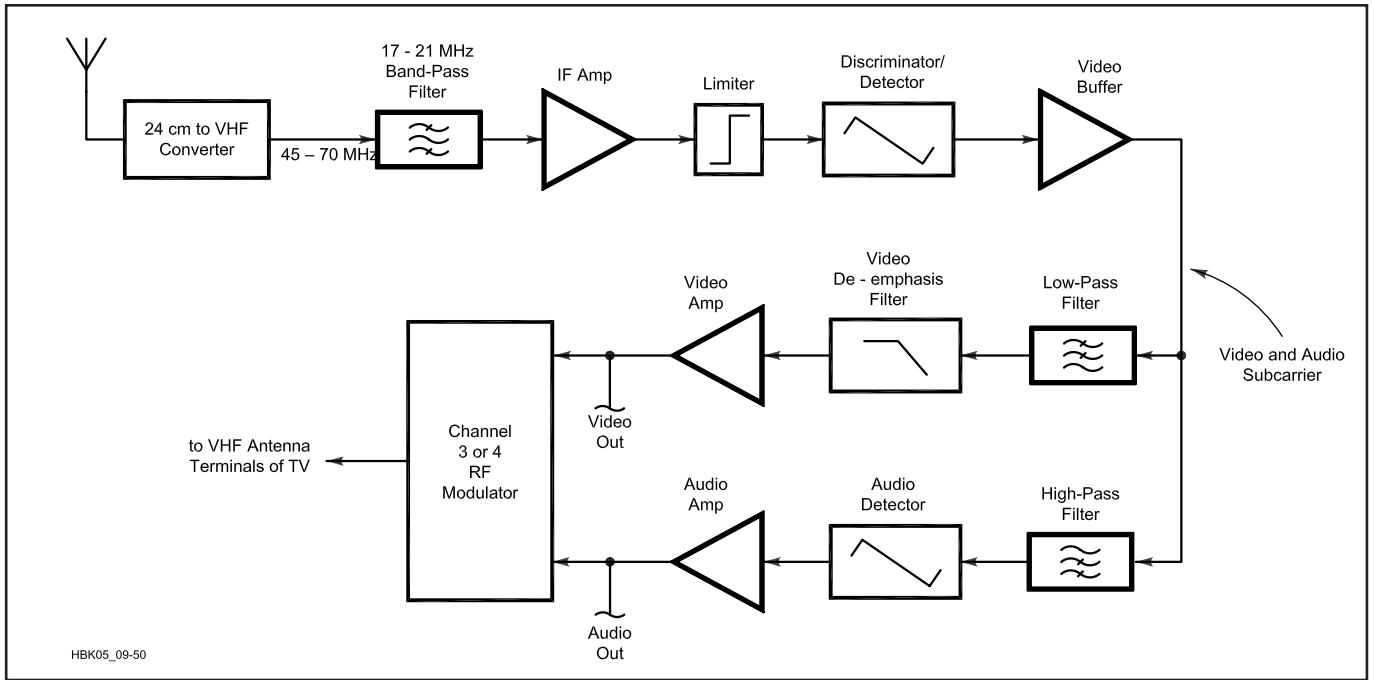 17 - 21 MHz
Band-Pass
Filter
IF Amp
Limiter
Discriminator/
Detector
Video
Buffer
24 cm to VHF
Converter
45 – 70 MHz
Video
Amp
Video
De - emphasis
Filter
Low-Pass
Filter
Video and Audio
Subcarrier
Video
Out
Channel
3 or 4
RF
Modulator
to VHF Antenna
Terminals of TV
Audio
Amp
Audio
Detector
High-Pass
Filter
Audio
Out
HBK05_09-50